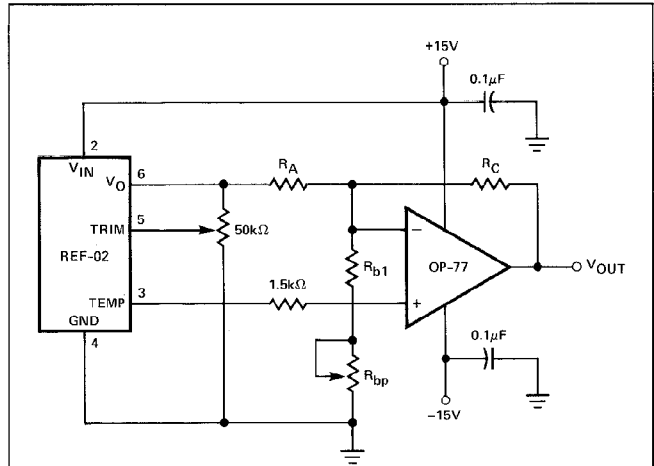 +15V
0.1μF
2
V_IN
6
V_O
R_A
R_C
TRIM
5
50kΩ
REF-02
R_b1
−
OP-77
V_OUT
1.5kΩ
TEMP
3
+
GND
4
0.1μF
R_bp
−15V